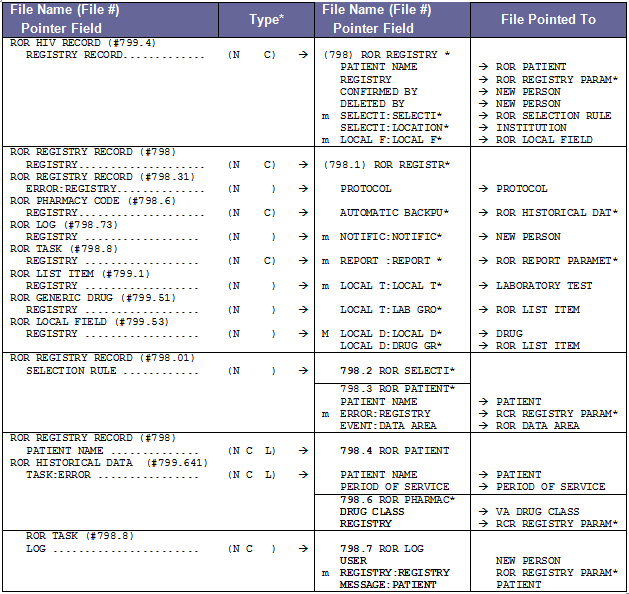 File Name (File #) Pointer Field Type* File Name (File #) Pointer Field File Pointed To
ROR HIV RECORD (#799.4)
REGISTRY RECORD............. (N C) → (798) ROR REGISTRY *
PATIENT NAME → ROR PATIENT
REGISTRY → ROR REGISTRY PARAM*
CONFIRMED BY → NEW PERSON
DELETED BY → NEW PERSON
m SELECTI:SELECTI* → ROR SELECTION RULE
SELECTI:LOCATION* → INSTITUTION
m LOCAL F:LOCAL F* → ROR LOCAL FIELD
ROR REGISTRY RECORD (#798)
REGISTRY.................... (N C) → (798.1) ROR REGISTR*
ROR REGISTRY RECORD (#798.31)
ERROR:REGISTRY.............. (N ) → PROTOCOL → PROTOCOL
ROR PHARMACY CODE (#798.6)
REGISTRY.................... (N C) → AUTOMATIC BACKPU* → ROR HISTORICAL DAT*
ROR LOG (#798.73)
REGISTRY ................... (N ) → m NOTIFIC:NOTIFIC* → NEW PERSON
ROR TASK (#798.8)
REGISTRY ................... (N C) → m REPORT :REPORT * → ROR REPORT PARAMET*
ROR LIST ITEM (#799.1)
REGISTRY ................... (N ) → m LOCAL T:LOCAL T* → LABORATORY TEST
ROR GENERIC DRUG (#799.51)
REGISTRY ................... (N ) → LOCAL T:LAB GRO* → ROR LIST ITEM
ROR LOCAL FIELD (#799.53)
REGISTRY ................... (N ) → M LOCAL D:LOCAL D* → DRUG
LOCAL D:DRUG GR* → ROR LIST ITEM
ROR REGISTRY RECORD (#798.01)
SELECTION RULE ............. (N ) → 798.2 ROR SELECTI*
798.3 ROR PATIENT*
PATIENT NAME → PATIENT
m ERROR:REGISTRY → RCR REGISTRY PARAM*
EVENT:DATA AREA → ROR DATA AREA
ROR REGISTRY RECORD (#798)
PATIENT NAME ............... (N C L) → 798.4 ROR PATIENT
ROR HISTORICAL DATA (#799.641)
TASK:ERROR ................. (N C L) → PATIENT NAME → PATIENT
PERIOD OF SERVICE → PERIOD OF SERVICE
798.6 ROR PHARMAC*
DRUG CLASS → VA DRUG CLASS
REGISTRY → RCR REGISTRY PARAM*
ROR TASK (#798.8)
LOG ........................ (N C ) → 798.7 ROR LOG
USER NEW PERSON
m REGISTRY:REGISTRY ROR REGISTRY PARAM*
MESSAGE:PATIENT PATIENT